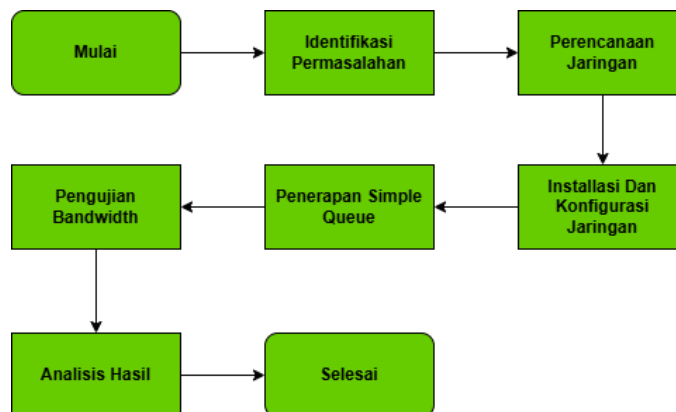 Mulai
Identifikasi
Permasalahan
Perencanaan
Jaringan
Installasi Dan
Konfigurasi
Jaringan
Penerapan Simple
Queue
Pengujian
Bandwidth
Analisis Hasil
Selesai